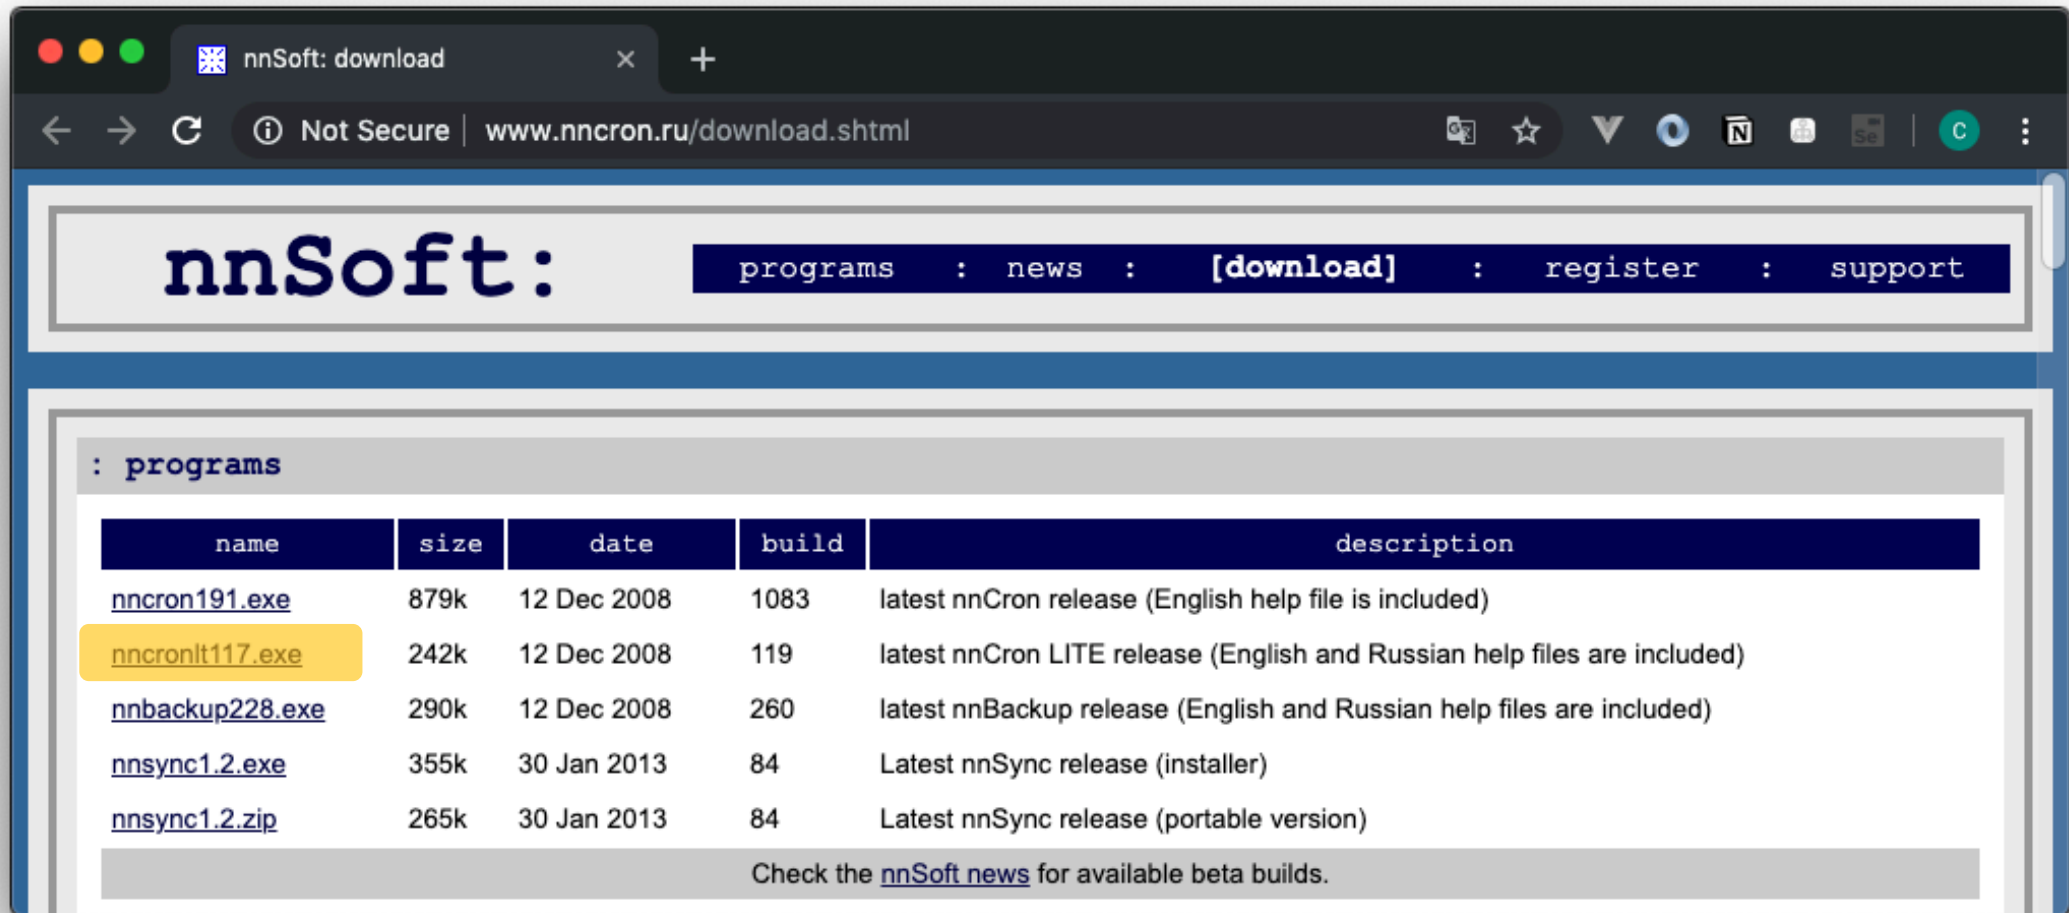 nnSoft: download
Not Secure www.nncron.ru/download.shtml
N
Se
C
nnSoft:
programs : news : [download] : register : support
: programs
name size date build description
nncron191.exe 879k 12 Dec 2008 1083 latest nnCron release (English help file is included)
nncronlt117.exe 242k 12 Dec 2008 119 latest nnCron LITE release (English and Russian help files are included)
nnbackup228.exe 290k 12 Dec 2008 260 latest nnBackup release (English and Russian help files are included)
nnsync1.2.exe 355k 30 Jan 2013 84 Latest nnSync release (installer)
nnsync1.2.zip 265k 30 Jan 2013 84 Latest nnSync release (portable version)
Check the nnSoft news for available beta builds.